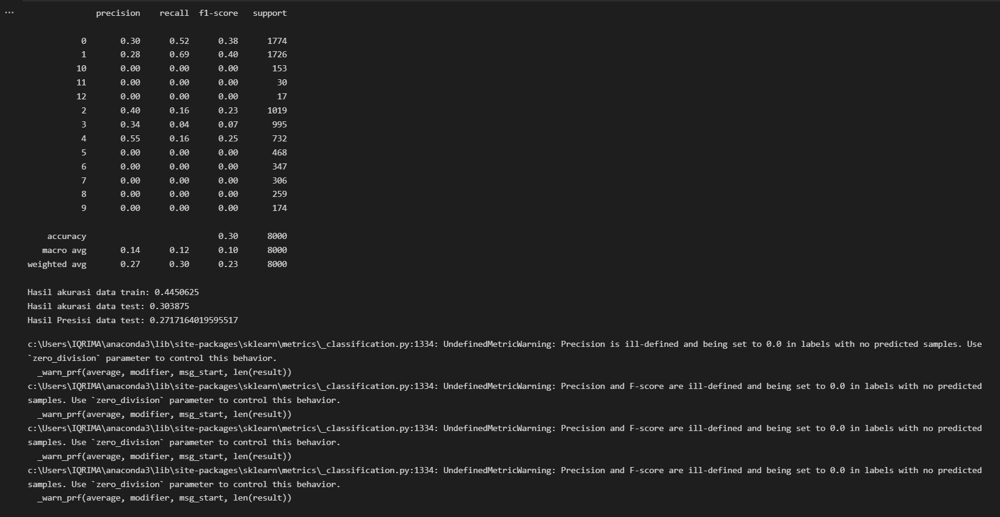 ...
precision recall f1-score support
0 0.30 0.52 0.38 1774
1 0.28 0.69 0.40 1726
10 0.00 0.00 0.00 153
11 0.00 0.00 0.00 30
12 0.00 0.00 0.00 17
2 0.40 0.16 0.23 1019
3 0.34 0.04 0.07 995
4 0.55 0.16 0.25 732
5 0.00 0.00 0.00 468
6 0.00 0.00 0.00 347
7 0.00 0.00 0.00 306
8 0.00 0.00 0.00 259
9 0.00 0.00 0.00 174
accuracy 0.30 8000
macro avg 0.14 0.12 0.10 8000
weighted avg 0.27 0.30 0.23 8000
Hasil akurasi data train: 0.4450625
Hasil akurasi data test: 0.303875
Hasil Presisi data test: 0.2717164019595517
c:\Users\IQRIMA\anaconda3\lib\site-packages\sklearn\metrics\_classification.py:1334: UndefinedMetricWarning: Precision is ill-defined and being set to 0.0 in labels with no predicted samples. Use
`zero_division` parameter to control this behavior.
_warn_prf(average, modifier, msg_start, len(result))
c:\Users\IQRIMA\anaconda3\lib\site-packages\sklearn\metrics\_classification.py:1334: UndefinedMetricWarning: Precision and F-score are ill-defined and being set to 0.0 in labels with no predicted
samples. Use `zero_division` parameter to control this behavior.
_warn_prf(average, modifier, msg_start, len(result))
c:\Users\IQRIMA\anaconda3\lib\site-packages\sklearn\metrics\_classification.py:1334: UndefinedMetricWarning: Precision and F-score are ill-defined and being set to 0.0 in labels with no predicted
samples. Use `zero_division` parameter to control this behavior.
_warn_prf(average, modifier, msg_start, len(result))
c:\Users\IQRIMA\anaconda3\lib\site-packages\sklearn\metrics\_classification.py:1334: UndefinedMetricWarning: Precision and F-score are ill-defined and being set to 0.0 in labels with no predicted
samples. Use `zero_division` parameter to control this behavior.
_warn_prf(average, modifier, msg_start, len(result))